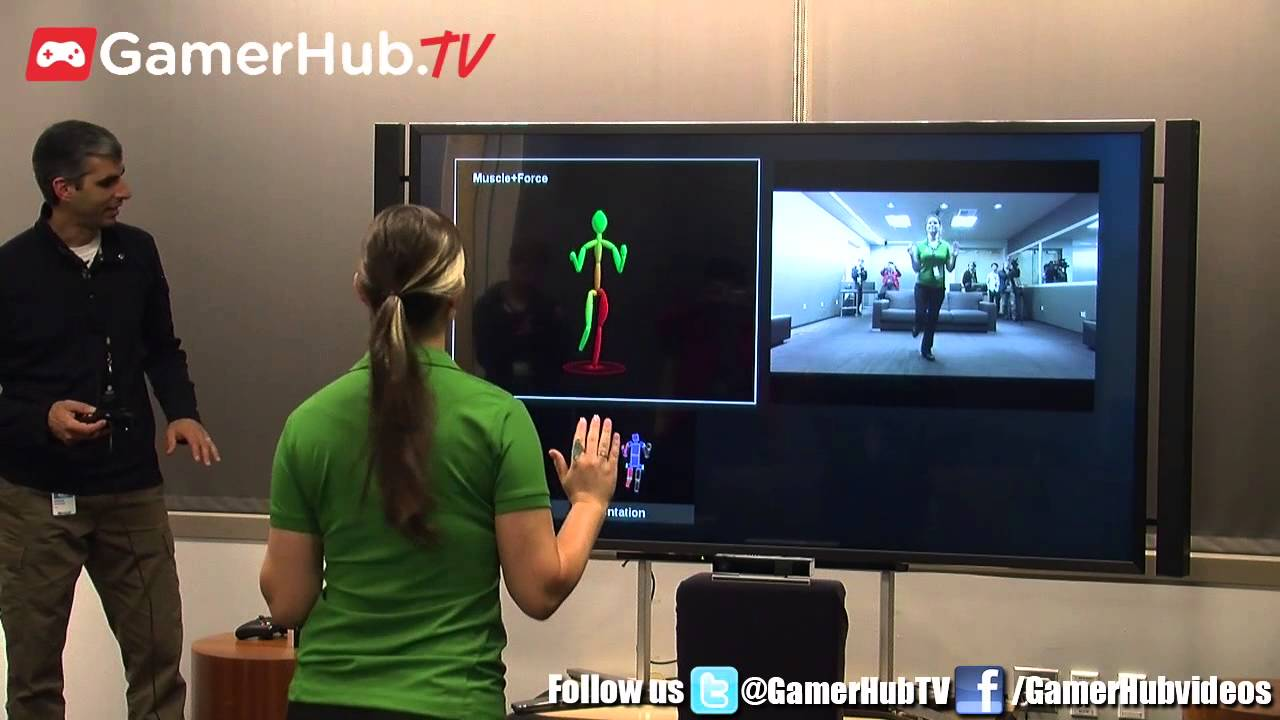 GamerHub.TV
Muscle+Force
ntation
Follow us @GamerHubTV f /GamerHubvideos